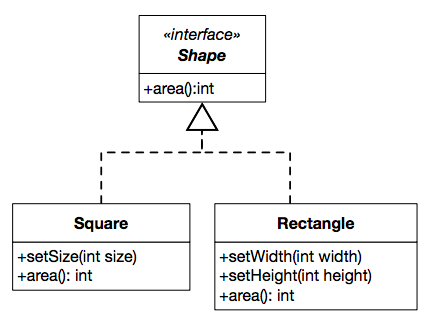 «interface»
Shape
+area():int
Square
+setSize(int size)
+area(): int
Rectangle
+setWidth(int width)
+setHeight(int height)
+area(): int